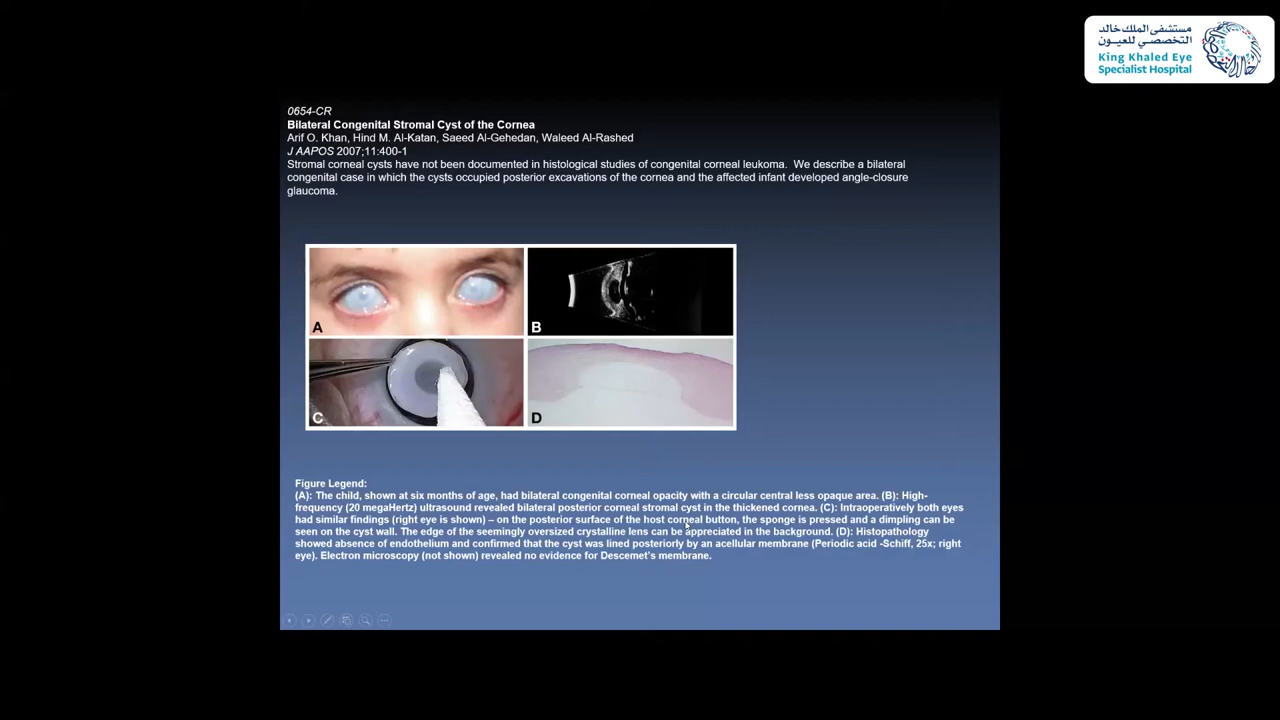 مستشفى الملك خالد
التخصصي للعيون
King Khaled Eye
Specialist Hospital
0654-CR
Bilateral Congenital Stromal Cyst of the Cornea
Arif O. Khan, Hind M. Al-Katan, Saeed Al-Gehedan, Waleed Al-Rashed
J AAPOS 2007;11:400-1
Stromal corneal cysts have not been documented in histological studies of congenital corneal leukoma. We describe a bilateral
congenital case in which the cysts occupied posterior excavations of the cornea and the affected infant developed angle-closure
glaucoma.
A
B
C
D
Figure Legend:
(A): The child, shown at six months of age, had bilateral congenital corneal opacity with a circular central less opaque area. (B): High-
frequency (20 megaHertz) ultrasound revealed bilateral posterior corneal stromal cyst in the thickened cornea. (C): Intraoperatively both eyes
had similar findings (right eye is shown) – on the posterior surface of the host corneal button, the sponge is pressed and a dimpling can be
seen on the cyst wall. The edge of the seemingly oversized crystalline lens can be appreciated in the background. (D): Histopathology
showed absence of endothelium and confirmed that the cyst was lined posteriorly by an acellular membrane (Periodic acid -Schiff, 25x; right
eye). Electron microscopy (not shown) revealed no evidence for Descemet's membrane.